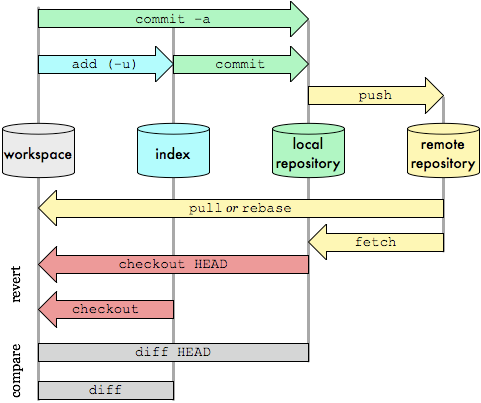 commit -a
add (-u)
commit
push
workspace
index
local
repository
remote
repository
pull or rebase
fetch
revert
checkout HEAD
checkout
compare
diff HEAD
diff